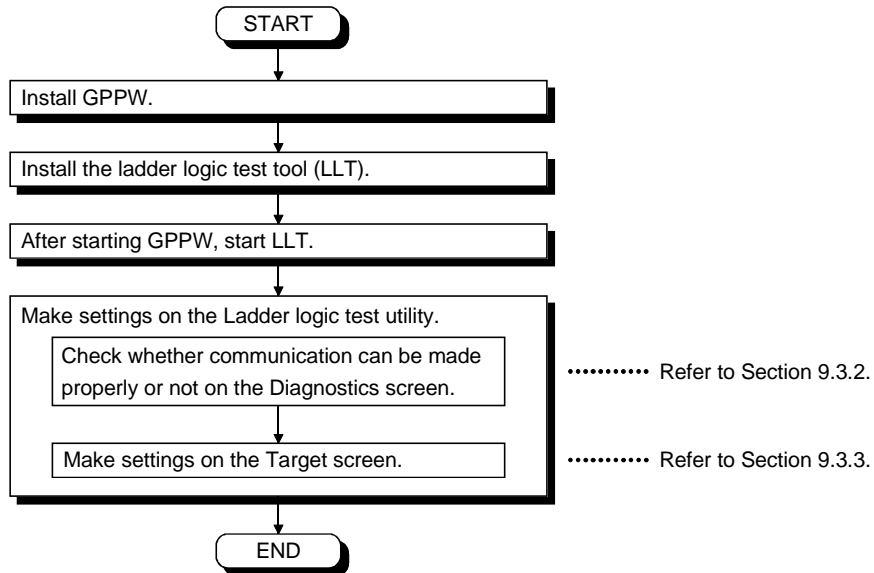 START
Install GPPW.
Install the ladder logic test tool (LLT).
After starting GPPW, start LLT.
Make settings on the Ladder logic test utility.
Check whether communication can be made
properly or not on the Diagnostics screen.
Refer to Section 9.3.2.
Make settings on the Target screen.
Refer to Section 9.3.3.
END